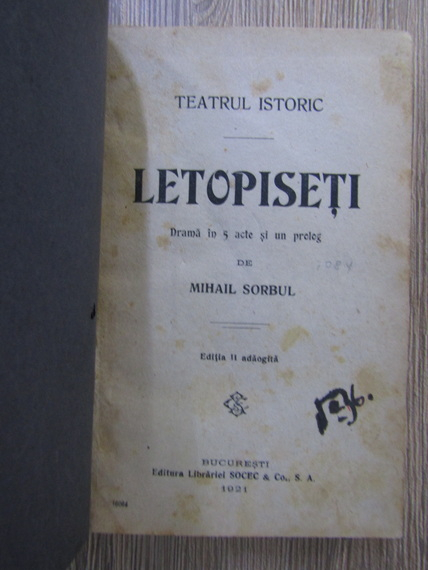 TEATRUL ISTORIC
LETOPISEȚI
Dramă în 5 acte și un prolog
DE
MIHAIL SORBUL
Ediția II adăogită
BUCUREȘTI
Editura Librăriei SOCEC & Co., S. A.
1921